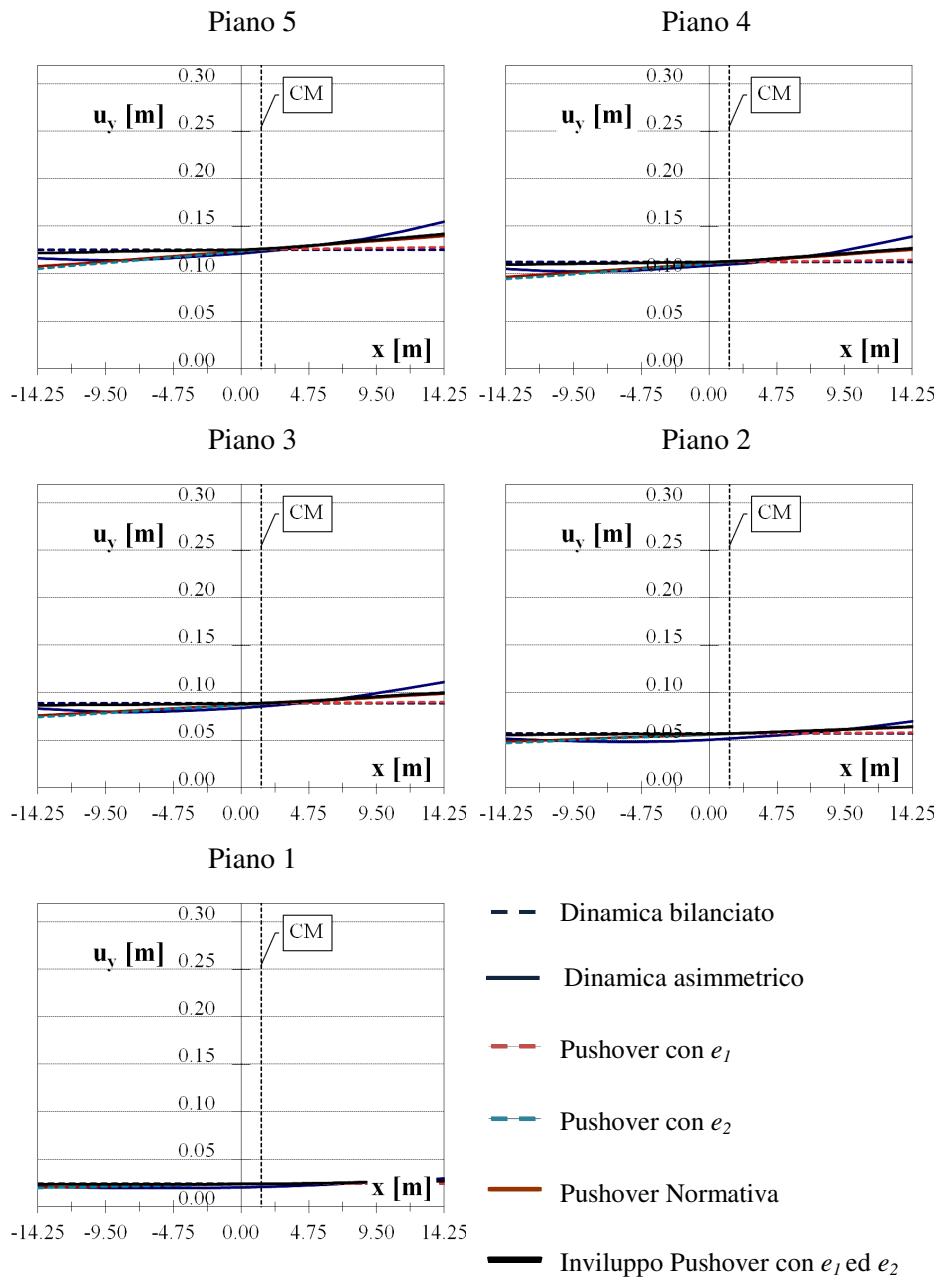 Piano 5
0.30
CM
u_y [m]
0.25
0.20
0.15
0.10
0.05
x [m]
0.00
-14.25 -9.50 -4.75 0.00 4.75 9.50 14.25
Piano 4
0.30
CM
u_y [m]
0.25
0.20
0.15
0.10
0.05
x [m]
0.00
-14.25 -9.50 -4.75 0.00 4.75 9.50 14.25
Piano 3
0.30
CM
u_y [m]
0.25
0.20
0.15
0.10
0.05
x [m]
0.00
-14.25 -9.50 -4.75 0.00 4.75 9.50 14.25
Piano 2
0.30
CM
u_y [m]
0.25
0.20
0.15
0.10
0.05
x [m]
0.00
-14.25 -9.50 -4.75 0.00 4.75 9.50 14.25
Piano 1
0.30
CM
u_y [m]
0.25
0.20
0.15
0.10
0.05
x [m]
0.00
-14.25 -9.50 -4.75 0.00 4.75 9.50 14.25
Dinamica bilanciato
Dinamica asimmetrico
Pushover con e_1
Pushover con e_2
Pushover Normativa
Inviluppo Pushover con e_1 ed e_2